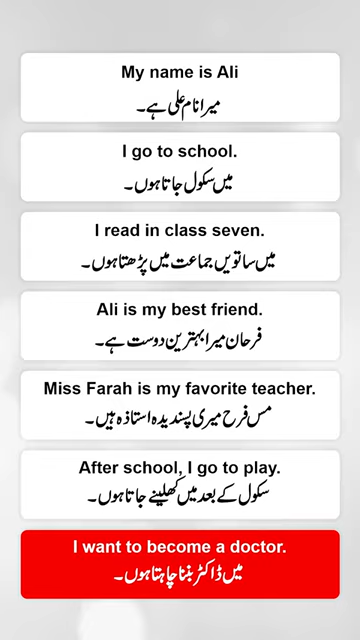 My name is Ali
میرا نام علی ہے۔
I go to school.
میں سکول جاتا ہوں۔
I read in class seven.
میں ساتویں جماعت میں پڑھتا ہوں۔
Ali is my best friend.
فرحان میرا بہترین دوست ہے۔
Miss Farah is my favorite teacher.
مس فرح میری پسندیدہ استاذہ ہیں۔
After school, I go to play.
سکول کے بعد میں کھیلنے جاتا ہوں۔
I want to become a doctor.
میں ڈاکٹر بننا چاہتا ہوں۔